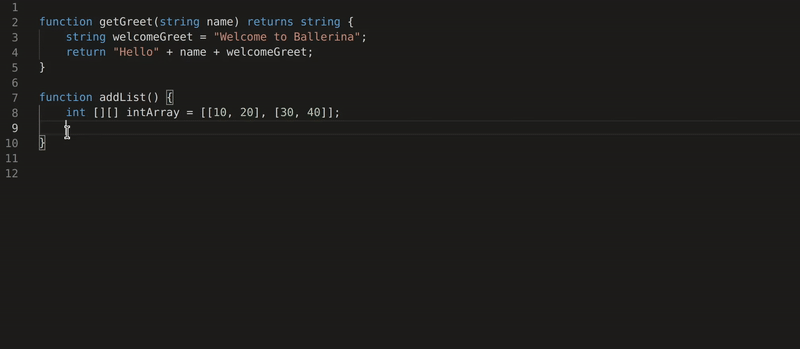 1
2 function getGreet(string name) returns string {
3 string welcomeGreet = "Welcome to Ballerina";
4 return "Hello" + name + welcomeGreet;
5 }
6
7 function addList() {
8 int [][] intArray = [[10, 20], [30, 40]];
9
10 }
11
12